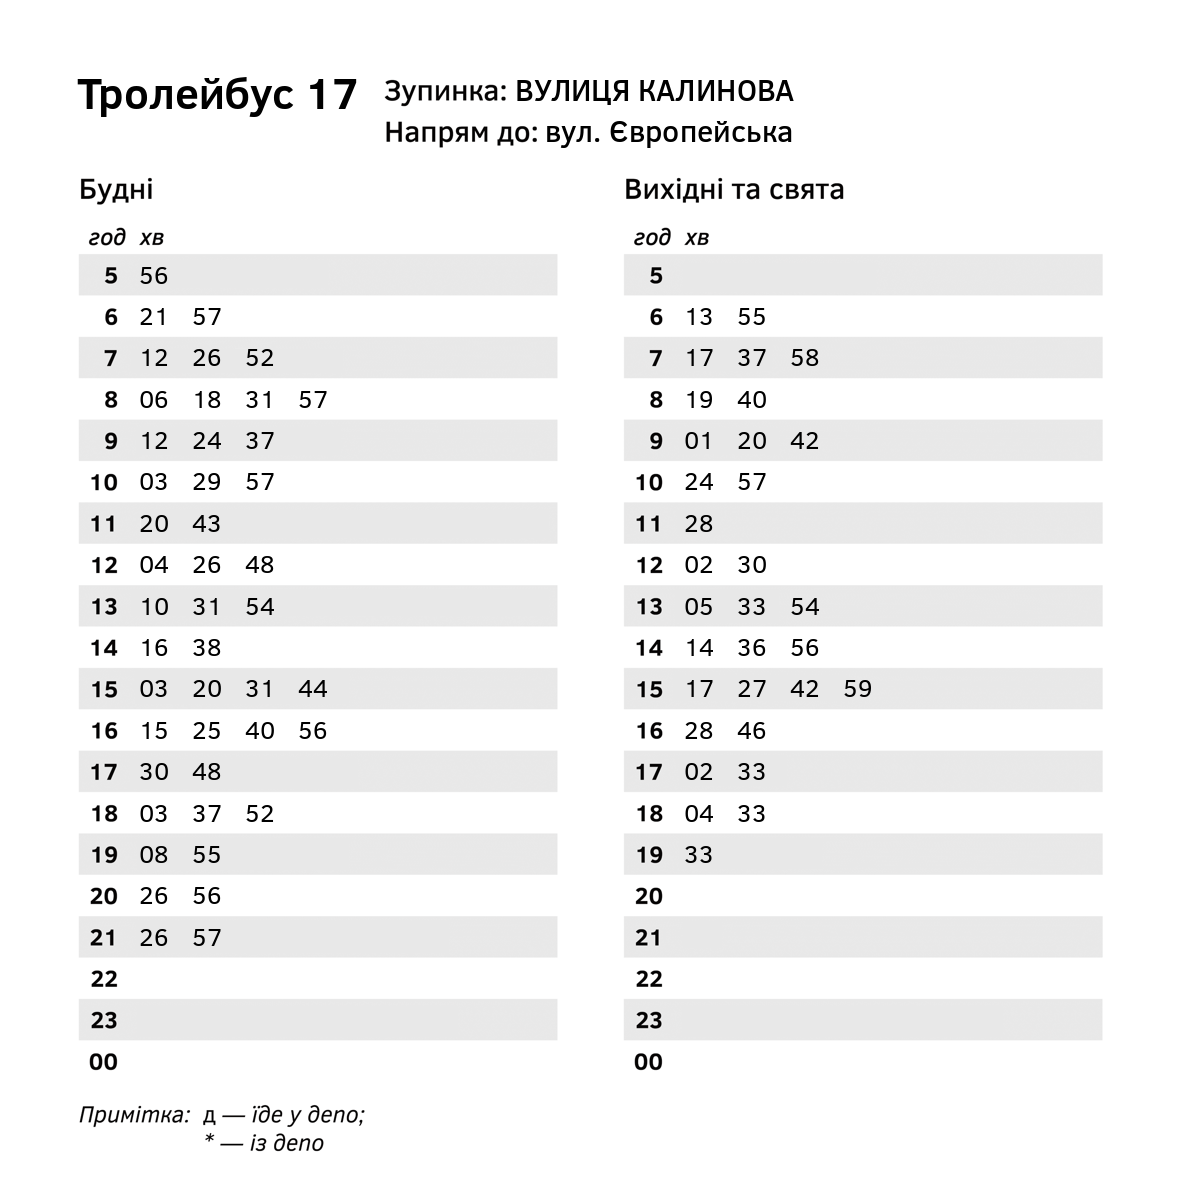 Тролейбус 17
Зупинка: ВУЛИЦЯ КАЛИНОВА
Напрям до: вул. Європейська
Будні
год хв
5 56
6 21 57
7 12 26 52
8 06 18 31 57
9 12 24 37
10 03 29 57
11 20 43
12 04 26 48
13 10 31 54
14 16 38
15 03 20 31 44
16 15 25 40 56
17 30 48
18 03 37 52
19 08 55
20 26 56
21 26 57
22
23
00
Вихідні та свята
год хв
5
6 13 55
7 17 37 58
8 19 40
9 01 20 42
10 24 57
11 28
12 02 30
13 05 33 54
14 14 36 56
15 17 27 42 59
16 28 46
17 02 33
18 04 33
19 33
20
21
22
23
00
Примітка: д — їде у депо;
* — із депо